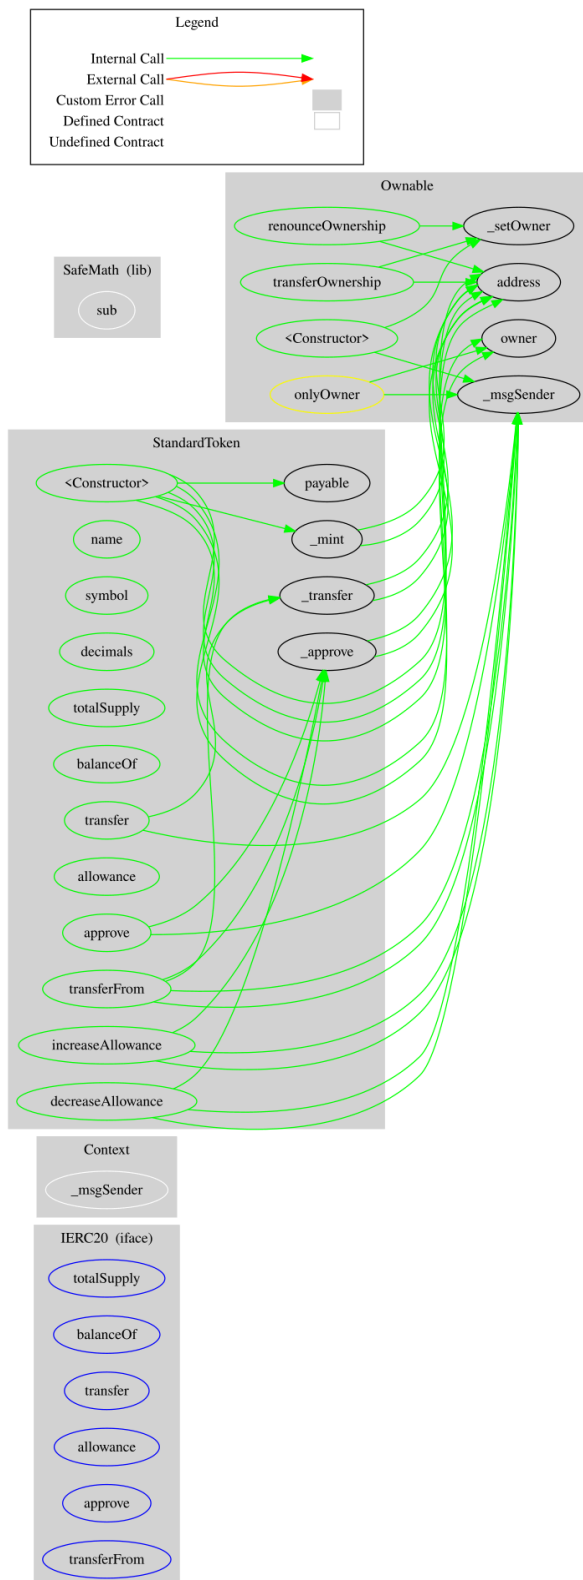 Legend
Internal Call
External Call
Custom Error Call
Defined Contract
Undefined Contract
Ownable
renounceOwnership
_setOwner
transferOwnership
address
<Constructor>
owner
onlyOwner
_msgSender
SafeMath  (lib)
sub
StandardToken
<Constructor>
payable
name
_mint
symbol
_transfer
decimals
_approve
totalSupply
balanceOf
transfer
allowance
approve
transferFrom
increaseAllowance
decreaseAllowance
Context
_msgSender
IERC20  (iface)
totalSupply
balanceOf
transfer
allowance
approve
transferFrom